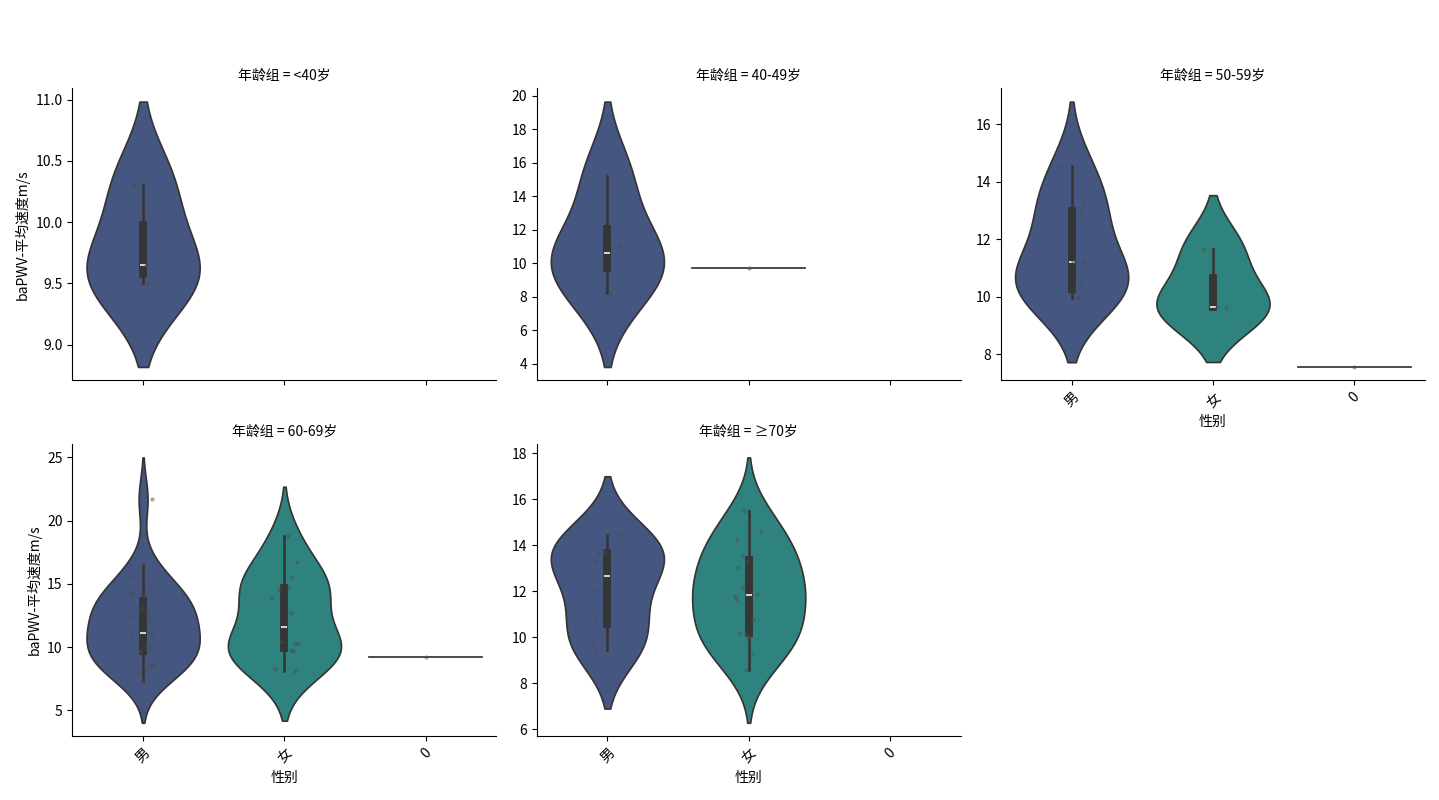 年龄组 = <40岁
年龄组 = 40-49岁
年龄组 = 50-59岁
baPWV-平均速度m/s
11.0
10.5
10.0
9.5
9.0
20
18
16
14
12
10
8
6
4
16
14
12
10
8
男
女
0
性别
年龄组 = 60-69岁
年龄组 = ≥70岁
baPWV-平均速度m/s
25
20
15
10
5
男
女
0
性别
18
16
14
12
10
8
6
男
女
0
性别